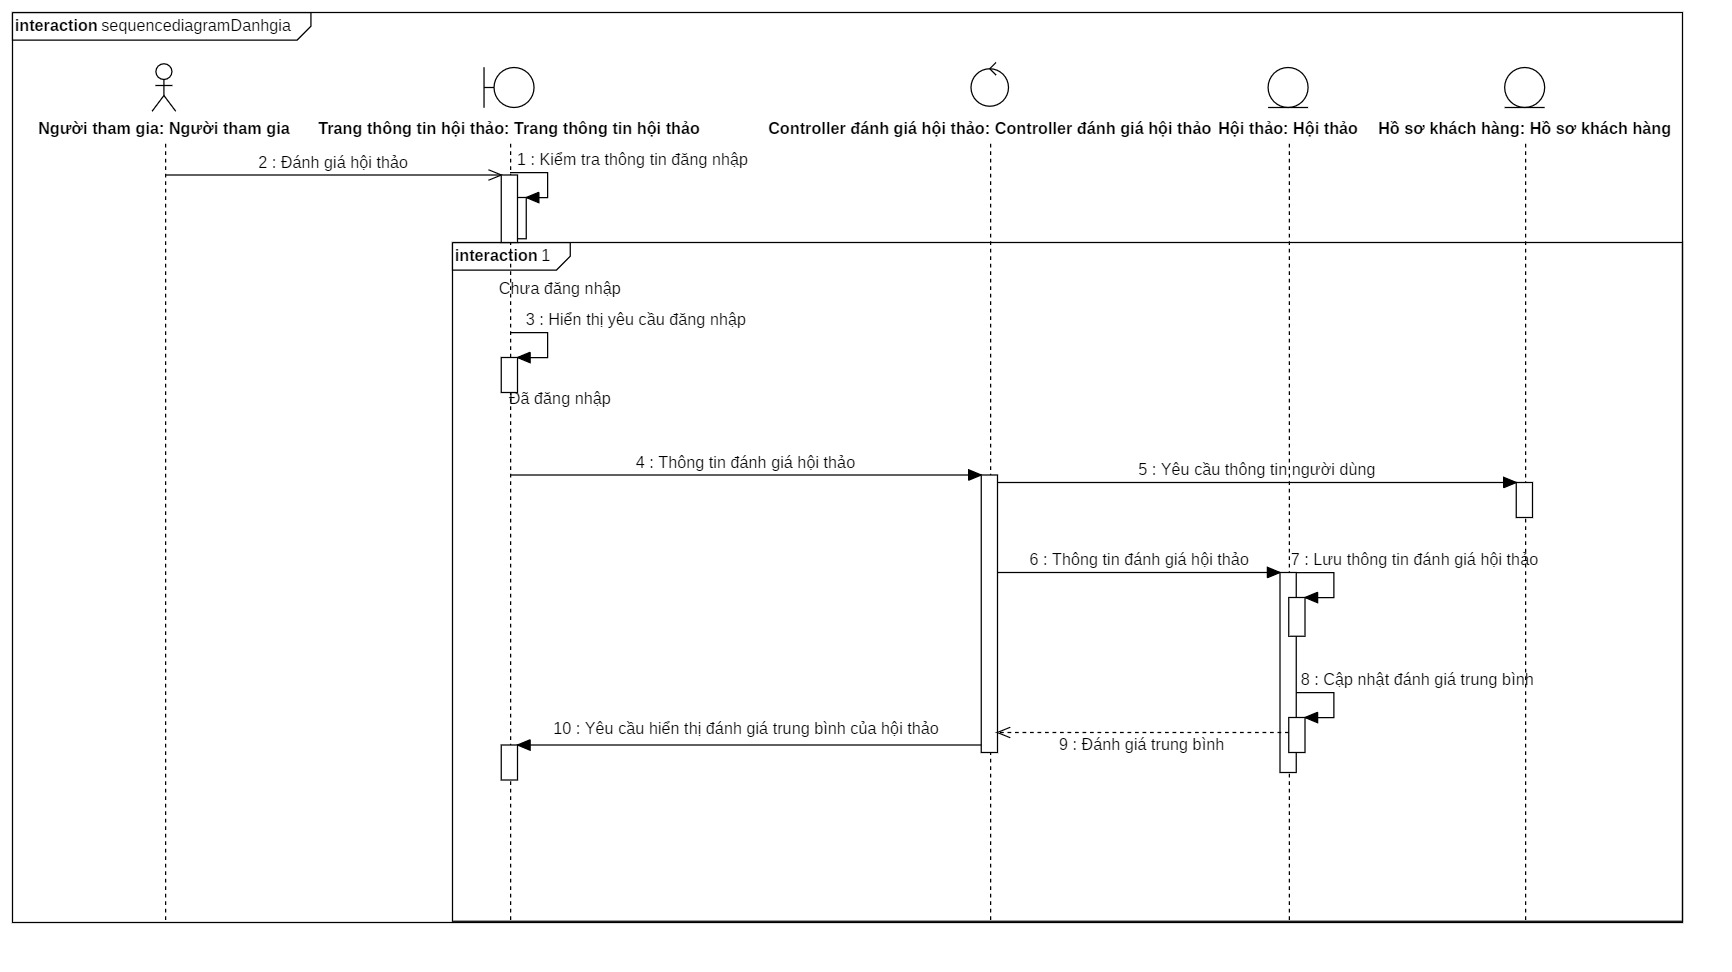 interaction sequencediagramDanhgia
Người tham gia: Người tham gia
Trang thông tin hội thảo: Trang thông tin hội thảo
Controller đánh giá hội thảo: Controller đánh giá hội thảo
Hội thảo: Hội thảo
Hồ sơ khách hàng: Hồ sơ khách hàng
2 : Đánh giá hội thảo
1 : Kiểm tra thông tin đăng nhập
interaction 1
Chưa đăng nhập
3 : Hiển thị yêu cầu đăng nhập
Đã đăng nhập
4 : Thông tin đánh giá hội thảo
5 : Yêu cầu thông tin người dùng
6 : Thông tin đánh giá hội thảo
7 : Lưu thông tin đánh giá hội thảo
8 : Cập nhật đánh giá trung bình
10 : Yêu cầu hiển thị đánh giá trung bình của hội thảo
9 : Đánh giá trung bình